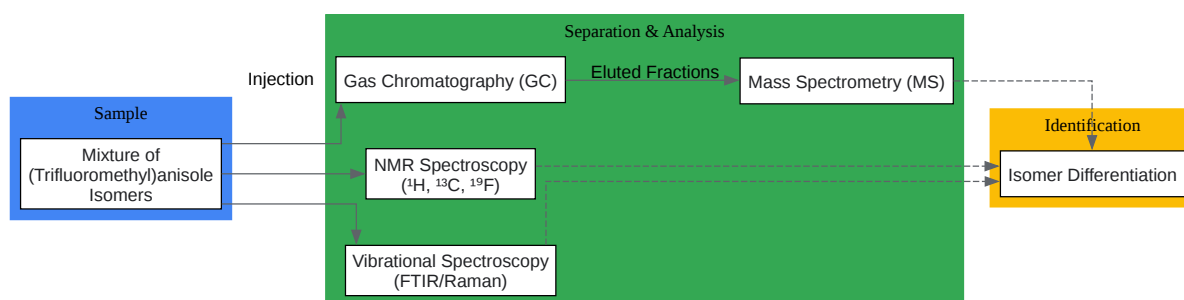 Separation & Analysis
Injection
Gas Chromatography (GC)
Eluted Fractions
Mass Spectrometry (MS)
Sample
Mixture of
(Trifluoromethyl)anisole
Isomers
NMR Spectroscopy
(¹H, ¹³C, ¹⁹F)
Vibrational Spectroscopy
(FTIR/Raman)
Identification
Isomer Differentiation